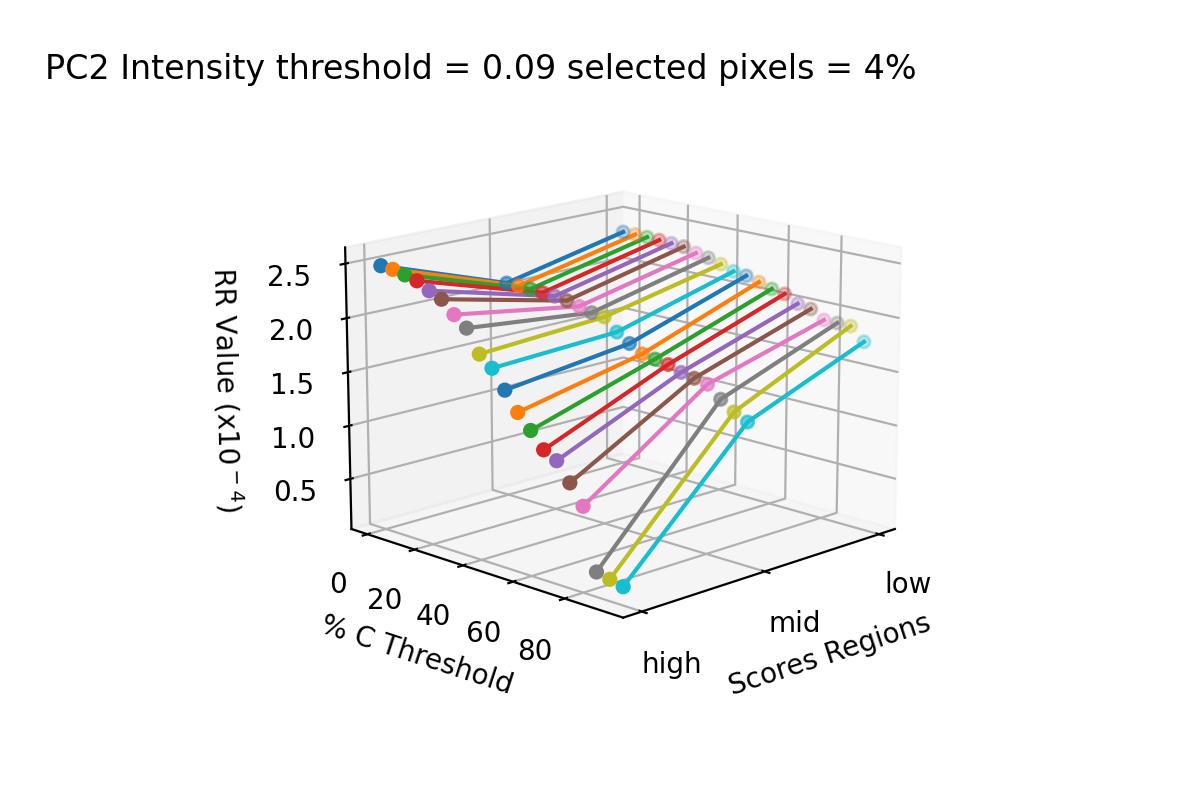 PC2 Intensity threshold = 0.09 selected pixels = 4%
RR Value (x10⁻⁴)
2.5
2.0
1.5
1.0
0.5
0
20
40
60
80
% C Threshold
high
mid
low
Scores Regions